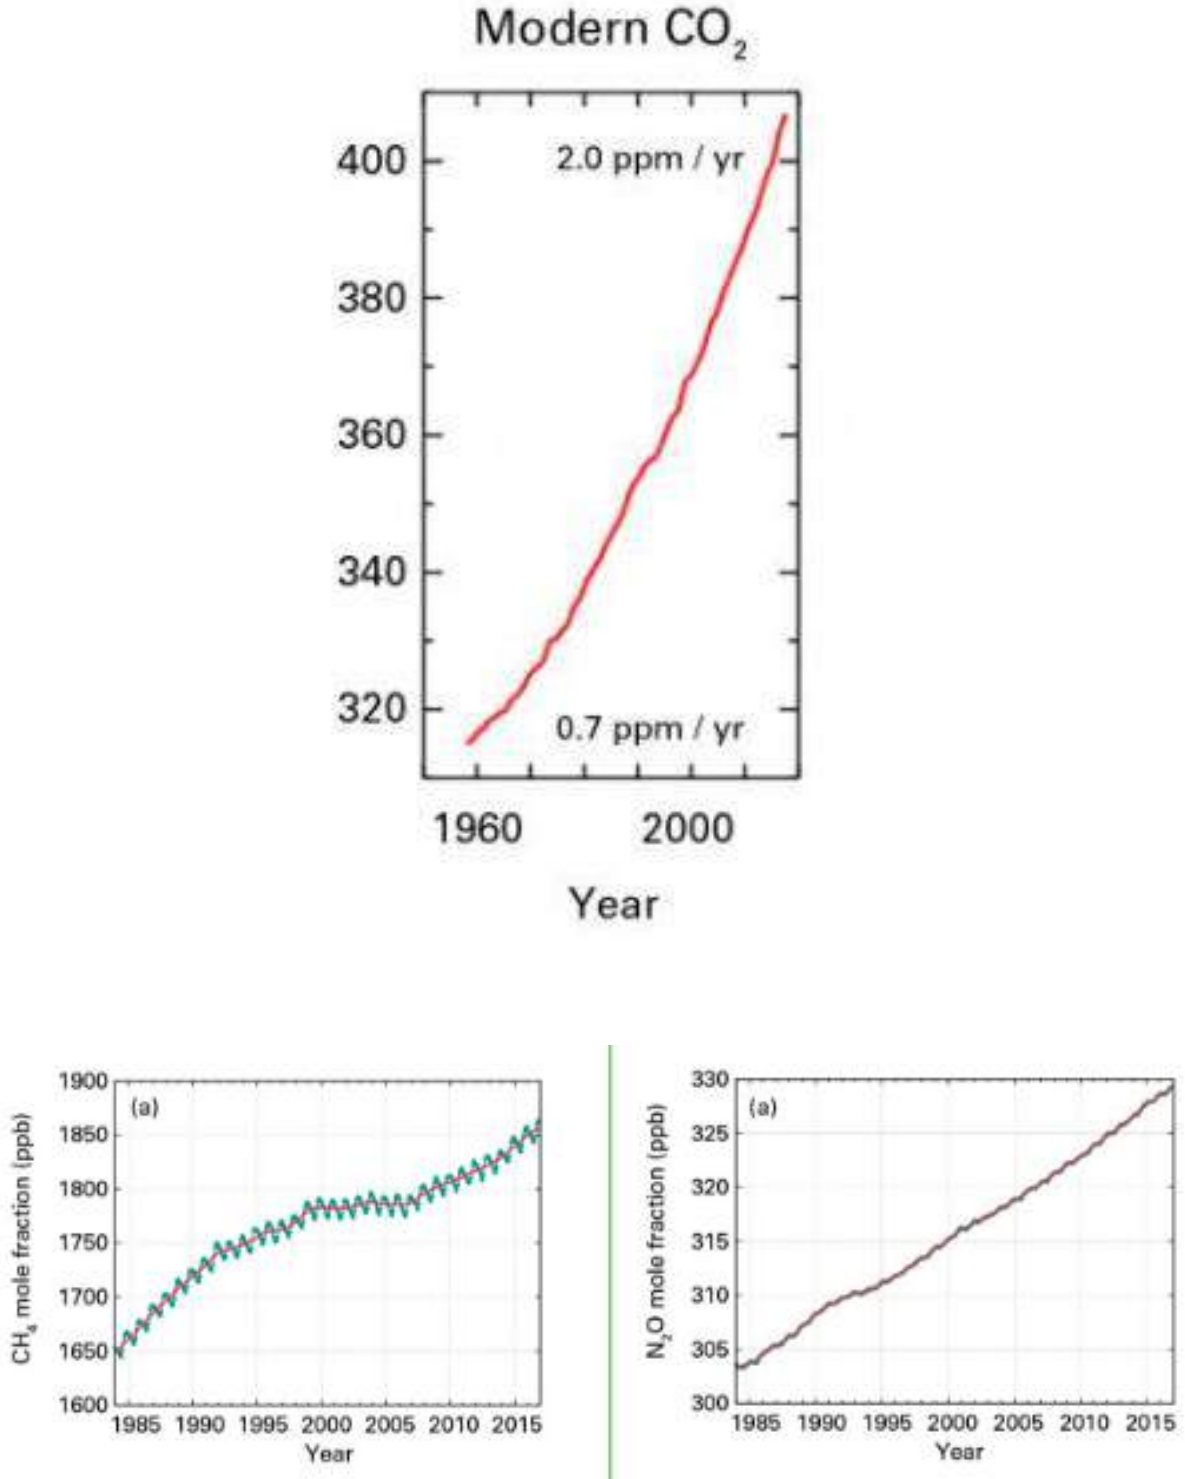 Modern CO₂
400
2.0 ppm / yr
380
360
340
320
0.7 ppm / yr
1960 2000
Year
CH₄ mole fraction (ppb)
1900
(a)
1850
1800
1750
1700
1650
1600
1985 1990 1995 2000 2005 2010 2015
Year
N₂O mole fraction (ppb)
330
(a)
325
320
315
310
305
300
1985 1990 1995 2000 2005 2010 2015
Year